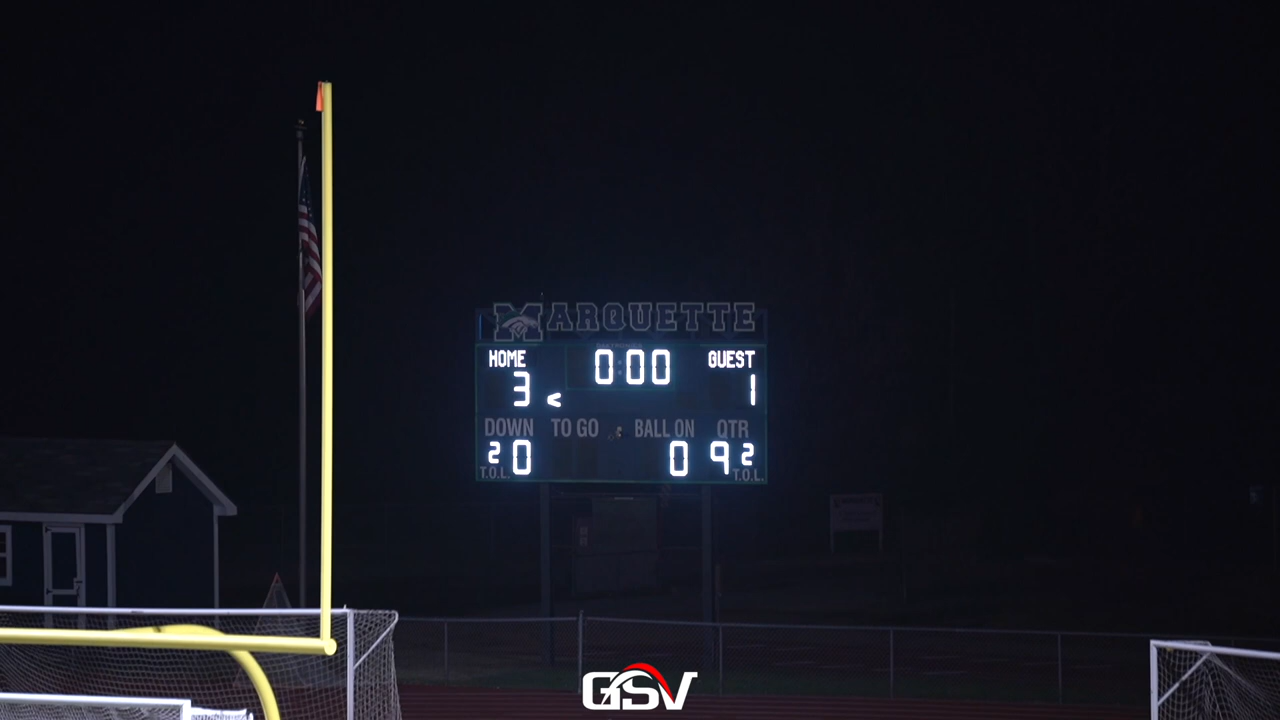 MARQUETTE
HOME 0:00 GUEST
3 < 1
DOWN TO GO BALL ON QTR
2 0 0 9 2
T.O.L. T.O.L.
GSV